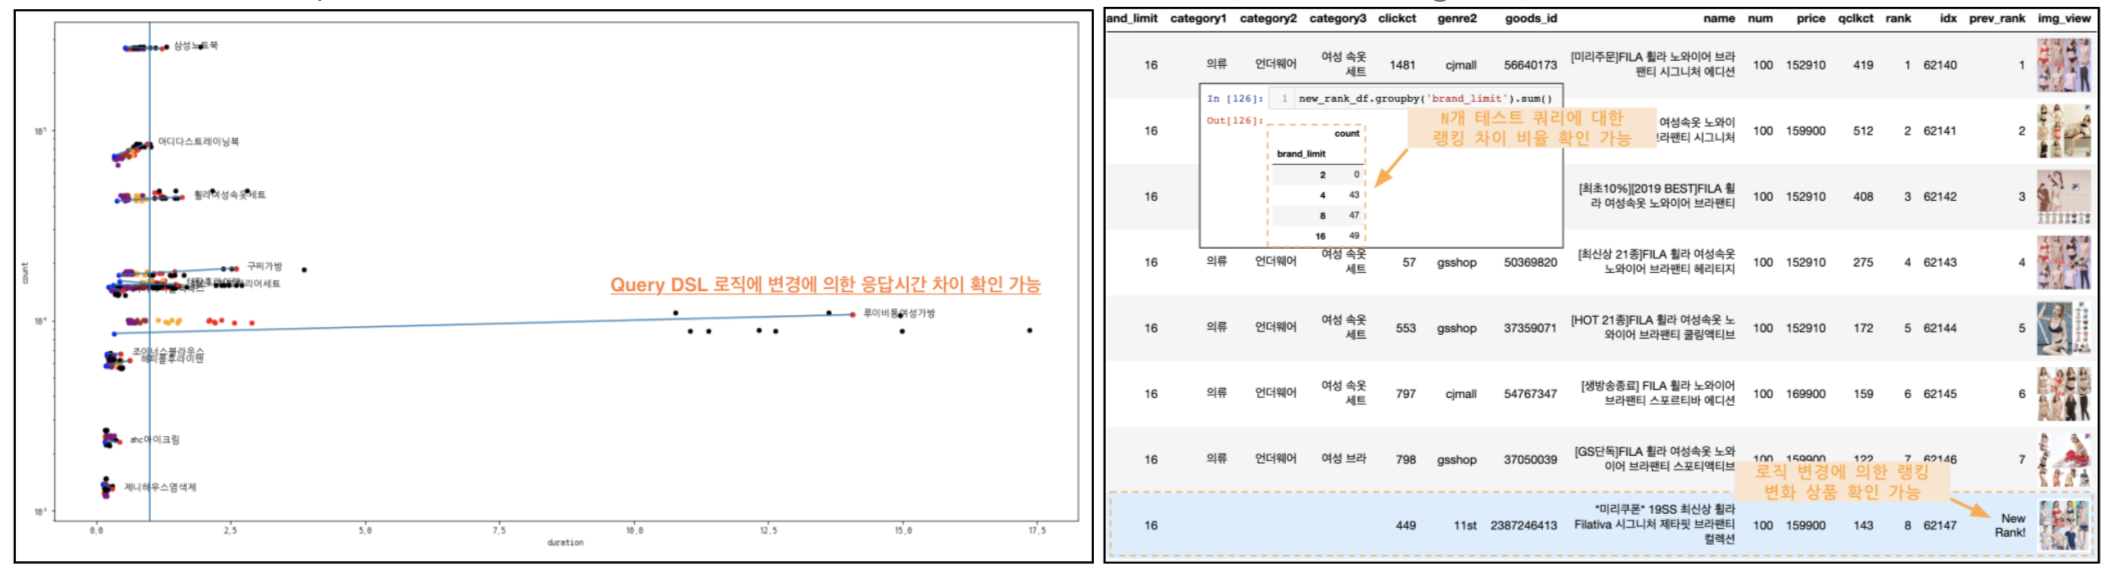 삼성노트북
아디다스트레이닝복
휠라여성속옷세트
구찌가방
리어세트
Query DSL 로직에 변경에 의한 응답시간 차이 확인 가능
루이비통여성가방
조이너스블라우스
해피콜후라이팬
ahc아이크림
제니하우스염색제
count
10⁵
10⁴
10³
0.0 2.5 5.0 7.5 10.0 12.5 15.0 17.5
duration
and_limit category1 category2 category3 clickct genre2 goods_id name num price qclkct rank idx prev_rank img_view
16 의류 언더웨어 여성 속옷 세트 1481 cjmall 56640173 [미리주문]FILA 휠라 노와이어 브라 팬티 시그니처 에디션 100 152910 419 1 62140 1
In [126]: 1 new_rank_df.groupby('brand_limit').sum()
Out[126]:
count
brand_limit
2 0
4 43
8 47
16 49
N개 테스트 쿼리에 대한
랭킹 차이 비율 확인 가능
16 여성속옷 노와이 브라팬티 시그니처 100 159900 512 2 62141 2
16 [최초10%][2019 BEST]FILA 휠 라 여성속옷 노와이어 브라팬티 100 152910 408 3 62142 3
16 의류 언더웨어 여성 속옷 세트 57 gsshop 50369820 [최신상 21종]FILA 휠라 여성속옷 노와이어 브라팬티 헤리티지 100 152910 275 4 62143 4
16 의류 언더웨어 여성 속옷 세트 553 gsshop 37359071 [HOT 21종]FILA 휠라 여성속옷 노 와이어 브라팬티 쿨링액티브 100 152910 172 5 62144 5
16 의류 언더웨어 여성 속옷 세트 797 cjmall 54767347 [생방송종료] FILA 휠라 노와이어 브라팬티 스포르티바 에디션 100 169900 159 6 62145 6
16 의류 언더웨어 여성 브라 798 gsshop 37050039 [GS단독]FILA 휠라 여성속옷 노와 이어 브라팬티 스포티액티브 100 159900 122 7 62146 7
로직 변경에 의한 랭킹
변화 상품 확인 가능
16 449 11st 2387246413 *미리쿠폰* 19SS 최신상 휠라 Filativa 시그니처 제타핏 브라팬티 컬렉션 100 159900 143 8 62147 New Rank!